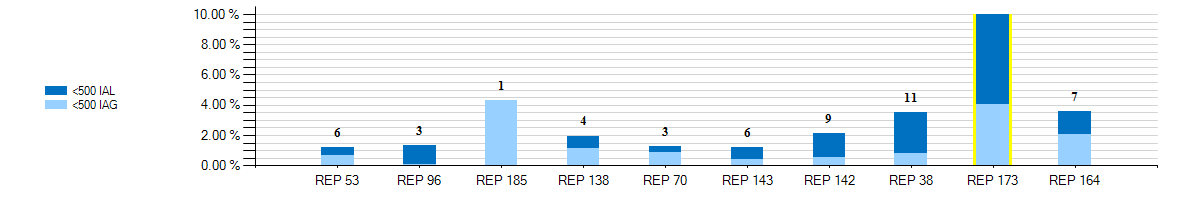 10.00 %
8.00 %
6.00 %
4.00 %
2.00 %
0.00 %
<500 IAL
<500 IAG
6
3
1
4
3
6
9
11
7
REP 53
REP 96
REP 185
REP 138
REP 70
REP 143
REP 142
REP 38
REP 173
REP 164